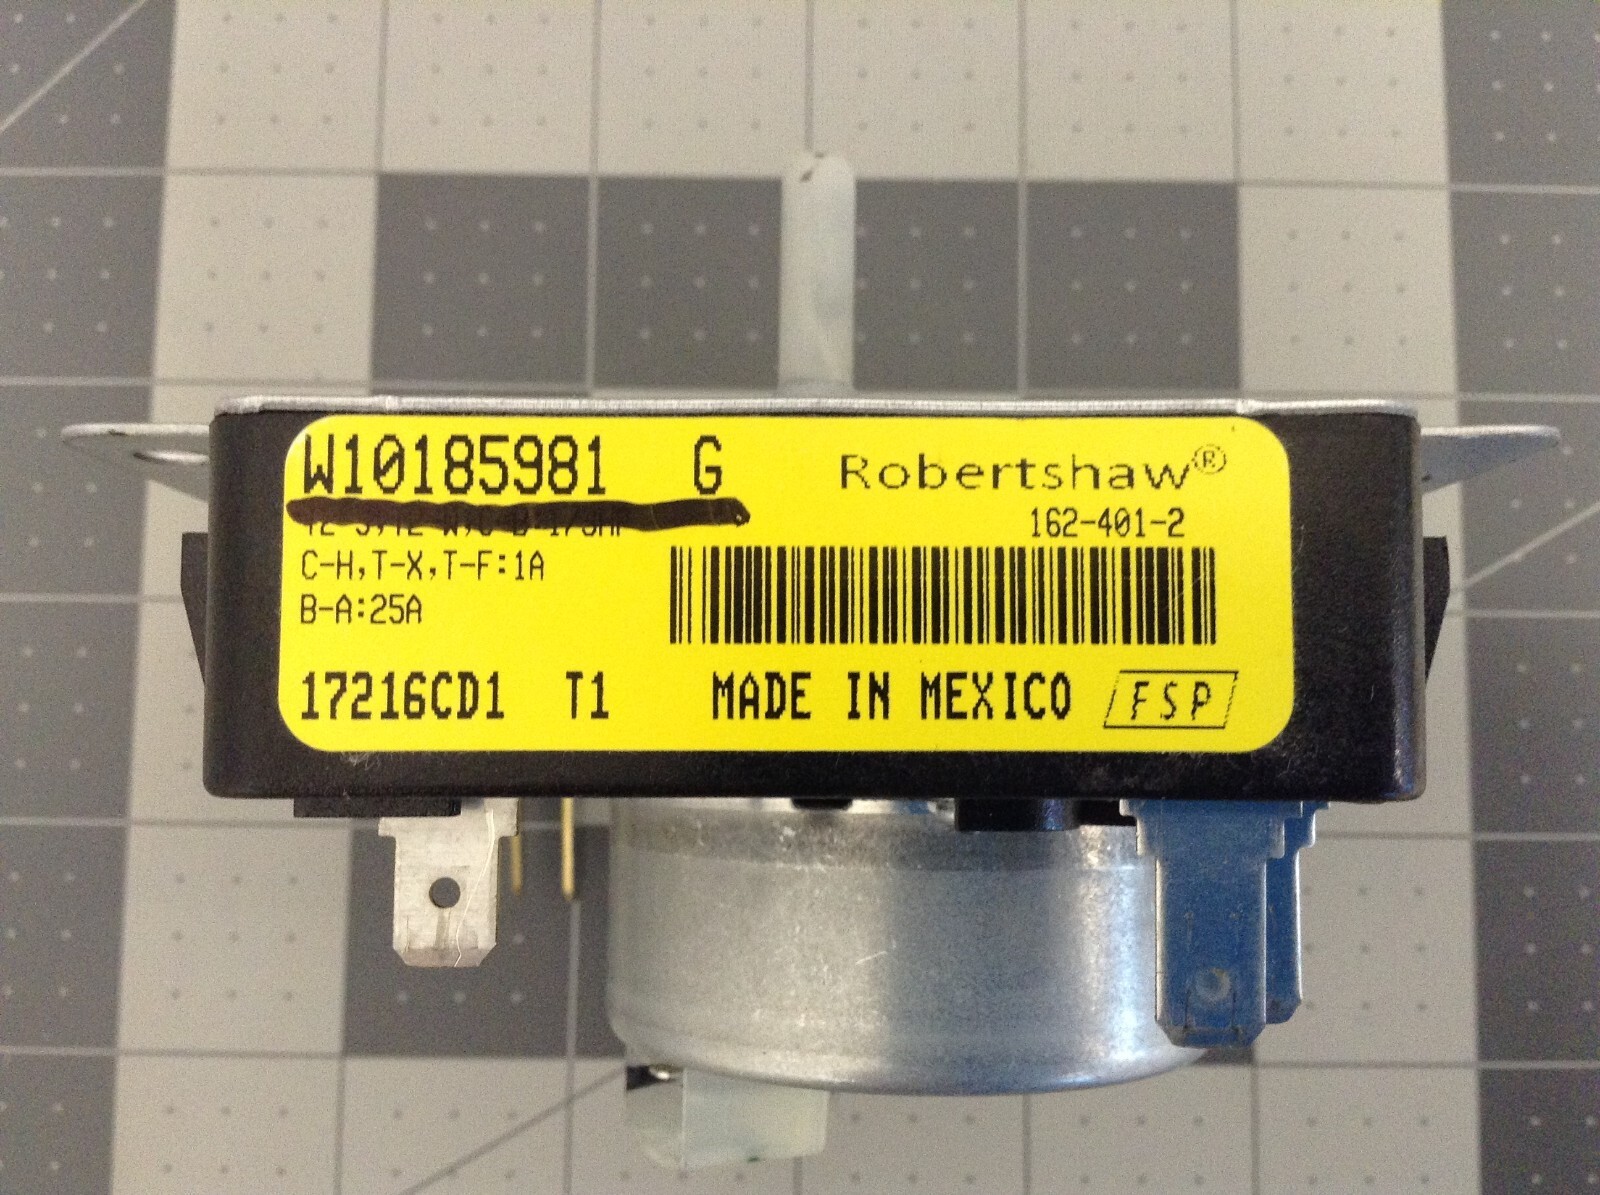 W10185981 G Robertshaw®
162-401-2
C-H,T-X,T-F:1A
B-A:25A
17216CD1 T1 MADE IN MEXICO FSP